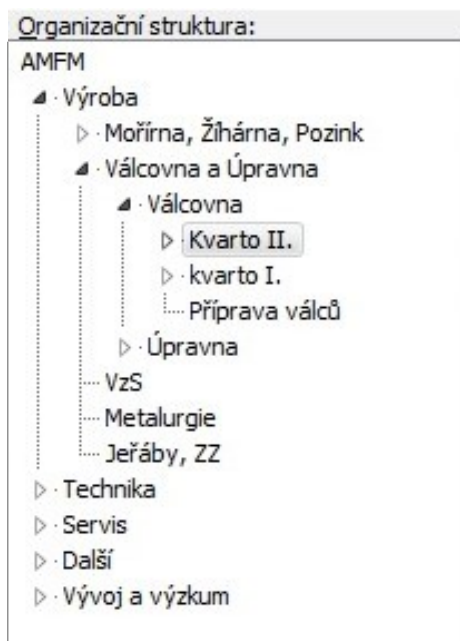 Organizační struktura:
AMFM
Výroba
Mořírna, Žíhárna, Pozink
Válcovna a Úpravna
Válcovna
Kvarto II.
kvarto I.
Příprava válců
Úpravna
VzS
Metalurgie
Jeřáby, ZZ
Technika
Servis
Další
Vývoj a výzkum